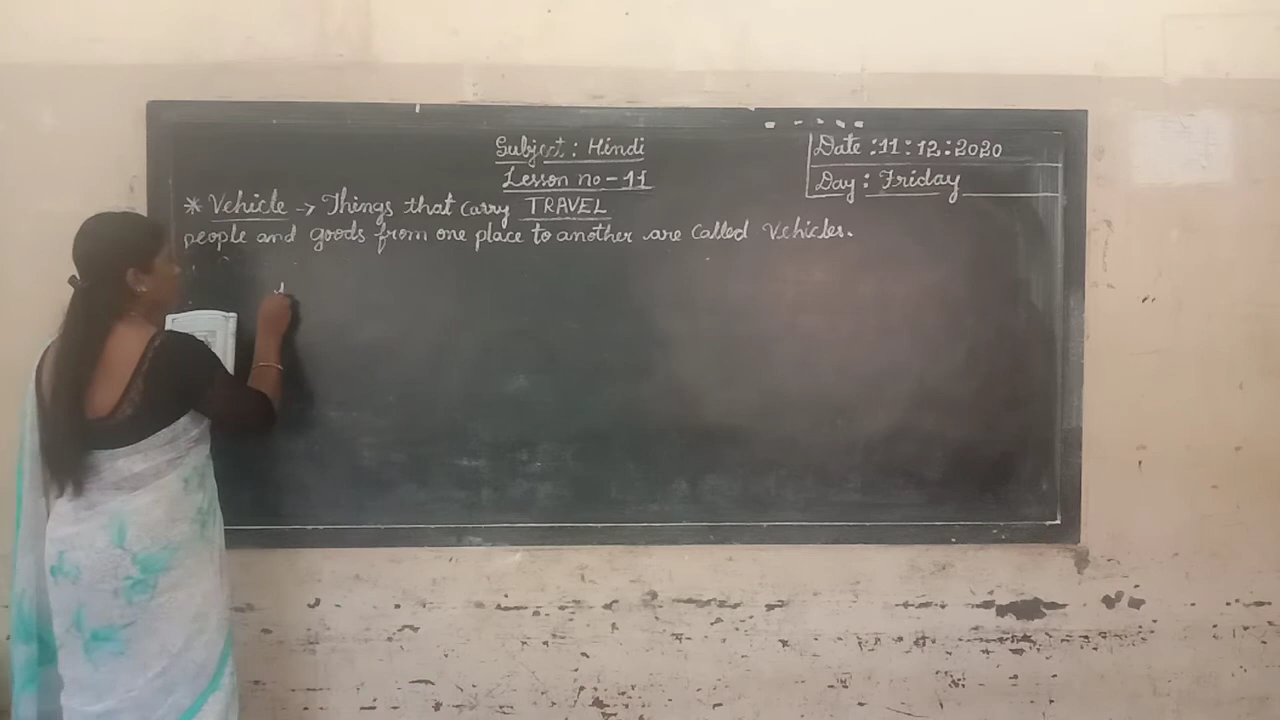 Subject : Hindi
Date : 11 : 12 : 2020
Lesson no - 11
Day : Friday
* Vehicle → Things that carry TRAVEL
people and goods from one place to another are called Vehicles.